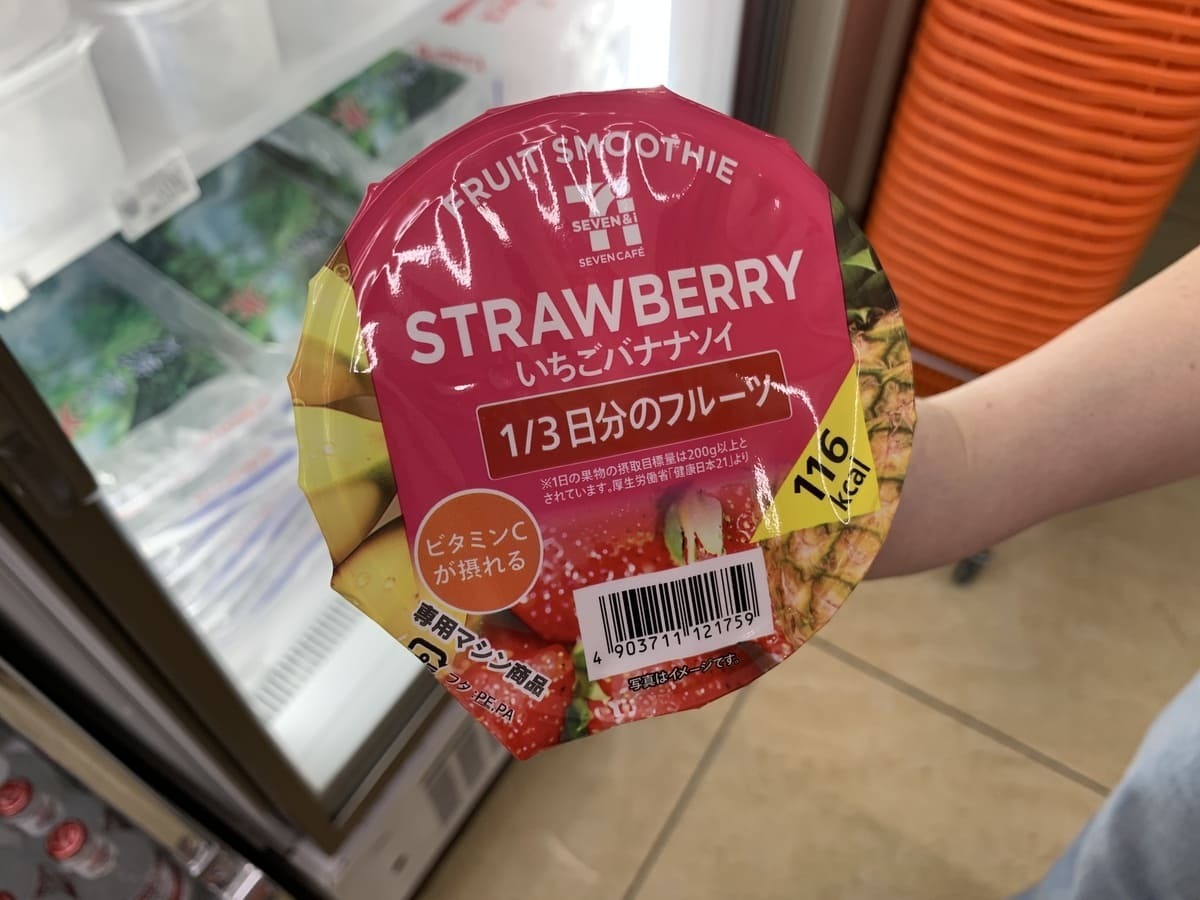 FRUIT SMOOTHIE
SEVEN&i
SEVEN CAFÉ
STRAWBERRY
いちごバナナソイ
1/3日分のフルーツ
※1日の果物の摂取目標量は200g以上と
されています。厚生労働省「健康日本21」より
116
kcal
ビタミンC
が摂れる
専用マシン商品
フタ:PE,PA
4 903711 121759
写真はイメージです。